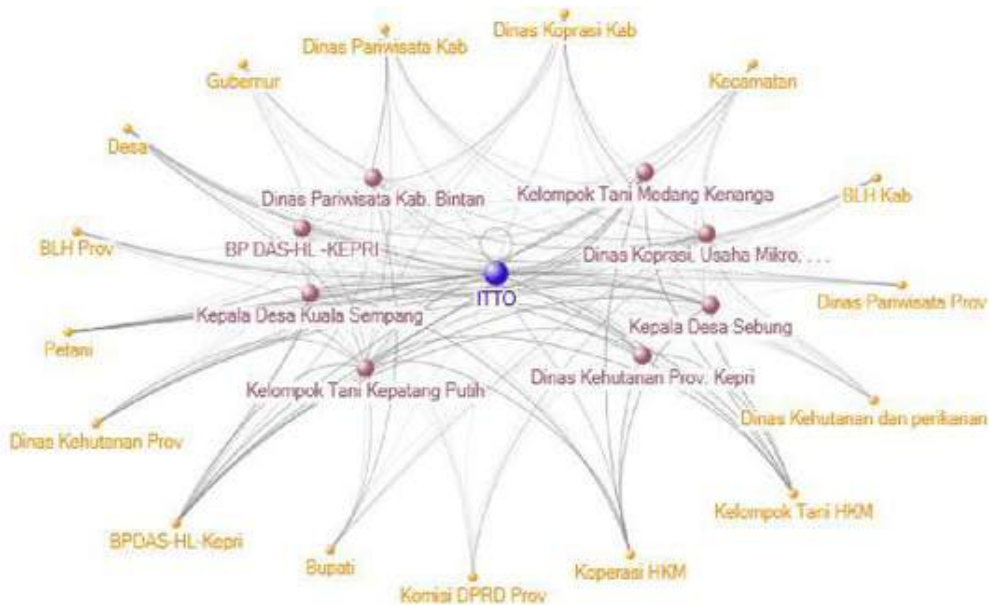 Dinas Koprasi Kab
Dinas Pariwisata Kab
Gubernur
Kecamatan
Desa
Dinas Pariwisata Kab. Bintan
Kelompok Tani Modang Kenanga
BLH Kab
BLH Prov
BP DAS-HL -KEPRI
Dinas Koprasi, Usaha Mikro, . . .
ITTO
Dinas Pariwisata Prov
Kepala Desa Kuala Sempang
Kepala Desa Sebung
Petani
Kelompok Tani Kepatang Putih
Dinas Kehutanan Prov. Kepri
Dinas Kehutanan dan perikanan
Dinas Kehutanan Prov
Kelompok Tani HKM
BPDAS-HL-Kepri
Bupati
Koperasi HKM
Komisi DPRD Prov